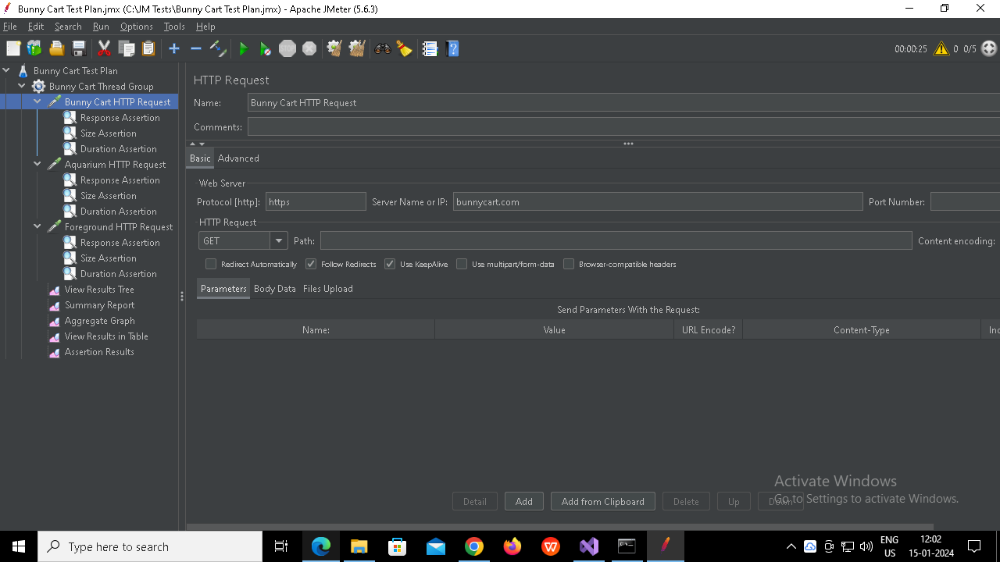 Bunny Cart Test Plan.jmx (C:\JM Tests\Bunny Cart Test Plan.jmx) - Apache JMeter (5.6.3)
File Edit Search Run Options Tools Help
STOP
00:00:25 0 0/5
Bunny Cart Test Plan
Bunny Cart Thread Group
Bunny Cart HTTP Request
Response Assertion
Size Assertion
Duration Assertion
Aquarium HTTP Request
Response Assertion
Size Assertion
Duration Assertion
Foreground HTTP Request
Response Assertion
Size Assertion
Duration Assertion
View Results Tree
Summary Report
Aggregate Graph
View Results in Table
Assertion Results
HTTP Request
Name: Bunny Cart HTTP Request
Comments:
Basic Advanced
Web Server
Protocol [http]: https Server Name or IP: bunnycart.com Port Number:
HTTP Request
GET Path: Content encoding:
Redirect Automatically Follow Redirects Use KeepAlive Use multipart/form-data Browser-compatible headers
Parameters Body Data Files Upload
Send Parameters With the Request:
Name: Value URL Encode? Content-Type Inc
Detail Add Add from Clipboard Delete Up Down
Activate Windows
Go to Settings to activate Windows.
Type here to search
ENG
US
12:02
15-01-2024